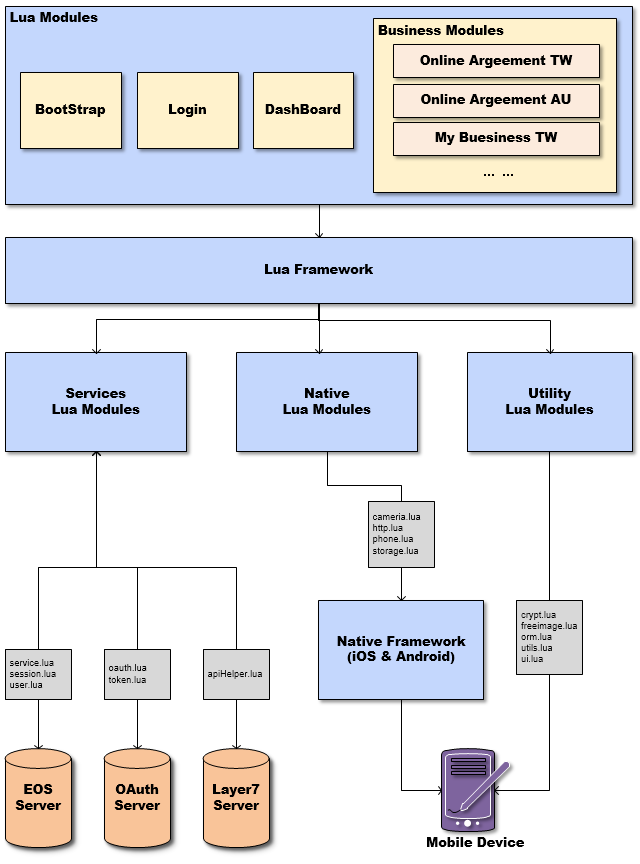 Lua Modules
BootStrap
Login
DashBoard
Business Modules
Online Argeement TW
Online Argeement AU
My Buesiness TW
... ...
Lua Framework
Services
Lua Modules
Native
Lua Modules
Utility
Lua Modules
cameria.lua
http.lua
phone.lua
storage.lua
Native Framework
(iOS & Android)
crypt.lua
freeimage.lua
orm.lua
utils.lua
ui.lua
service.lua
session.lua
user.lua
oauth.lua
token.lua
apiHelper.lua
EOS
Server
OAuth
Server
Layer7
Server
Mobile Device